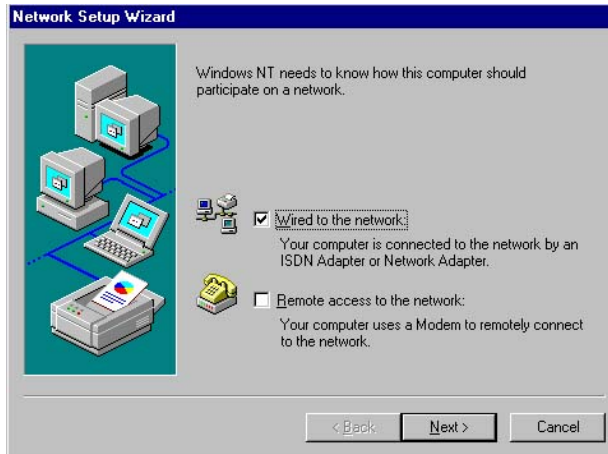 Network Setup Wizard
Windows NT needs to know how this computer should
participate on a network.
Wired to the network:
Your computer is connected to the network by an
ISDN Adapter or Network Adapter.
Remote access to the network:
Your computer uses a Modem to remotely connect
to the network.
< Back
Next >
Cancel